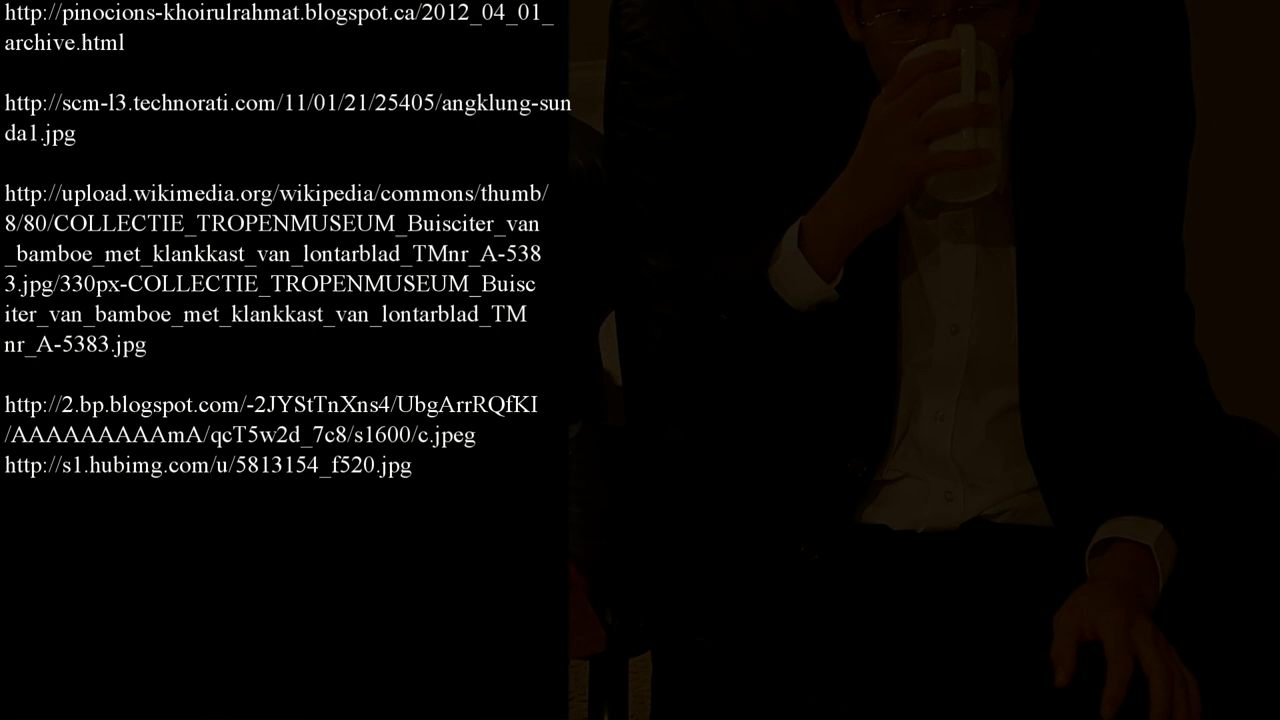 http://pinocions-khoirulrahmat.blogspot.ca/2012_04_01_
archive.html
http://scm-l3.technorati.com/11/01/21/25405/angklung-sun
da1.jpg
http://upload.wikimedia.org/wikipedia/commons/thumb/
8/80/COLLECTIE_TROPENMUSEUM_Buisciter_van
_bamboe_met_klankkast_van_lontarblad_TMnr_A-538
3.jpg/330px-COLLECTIE_TROPENMUSEUM_Buisc
iter_van_bamboe_met_klankkast_van_lontarblad_TM
nr_A-5383.jpg
http://2.bp.blogspot.com/-2JYStTnXns4/UbgArrRQfKI
/AAAAAAAAAmA/qcT5w2d_7c8/s1600/c.jpeg
http://s1.hubimg.com/u/5813154_f520.jpg